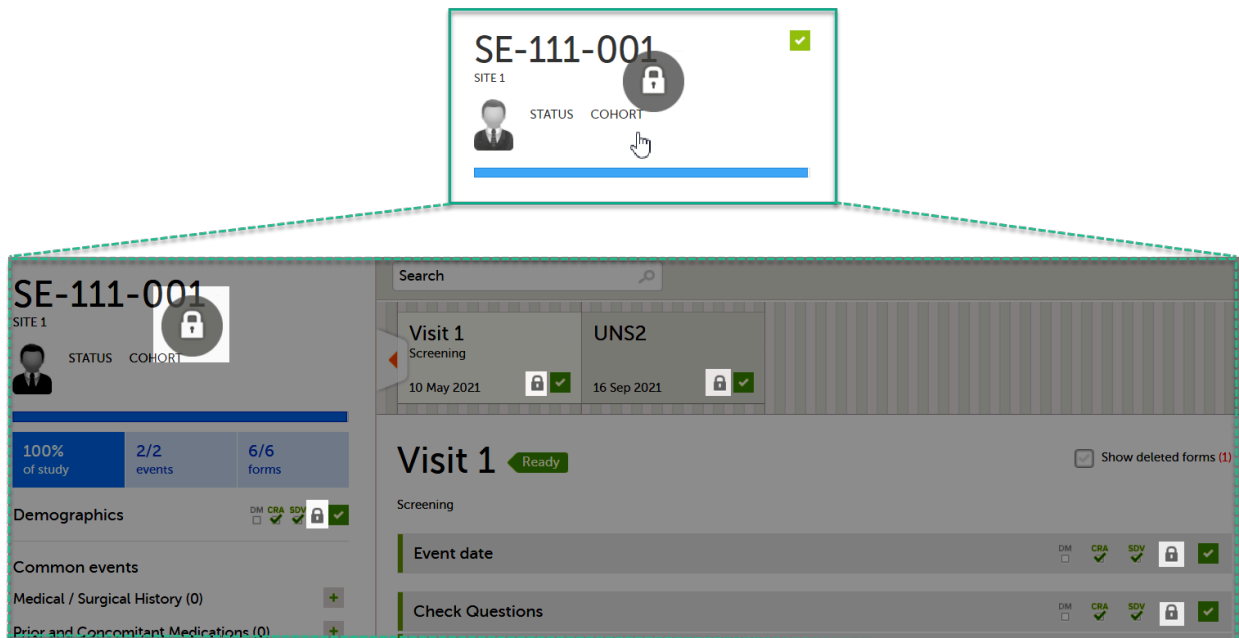 SE-111-001
SITE 1
STATUS COHORT
SE-111-001
SITE 1
STATUS COHORT
100%
of study
2/2
events
6/6
forms
Demographics
DM CRA SDV
Common events
Medical / Surgical History (0)
Prior and Concomitant Medications (0)
Search
Visit 1
Screening
10 May 2021
UNS2
16 Sep 2021
Visit 1 Ready
Show deleted forms (1)
Screening
Event date
DM CRA SDV
Check Questions
DM CRA SDV